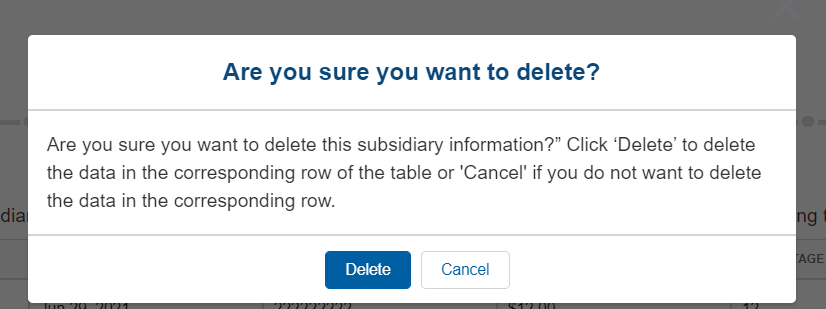 Are you sure you want to delete?
Are you sure you want to delete this subsidiary information?” Click ‘Delete’ to delete
the data in the corresponding row of the table or 'Cancel' if you do not want to delete
the data in the corresponding row.
Delete Cancel